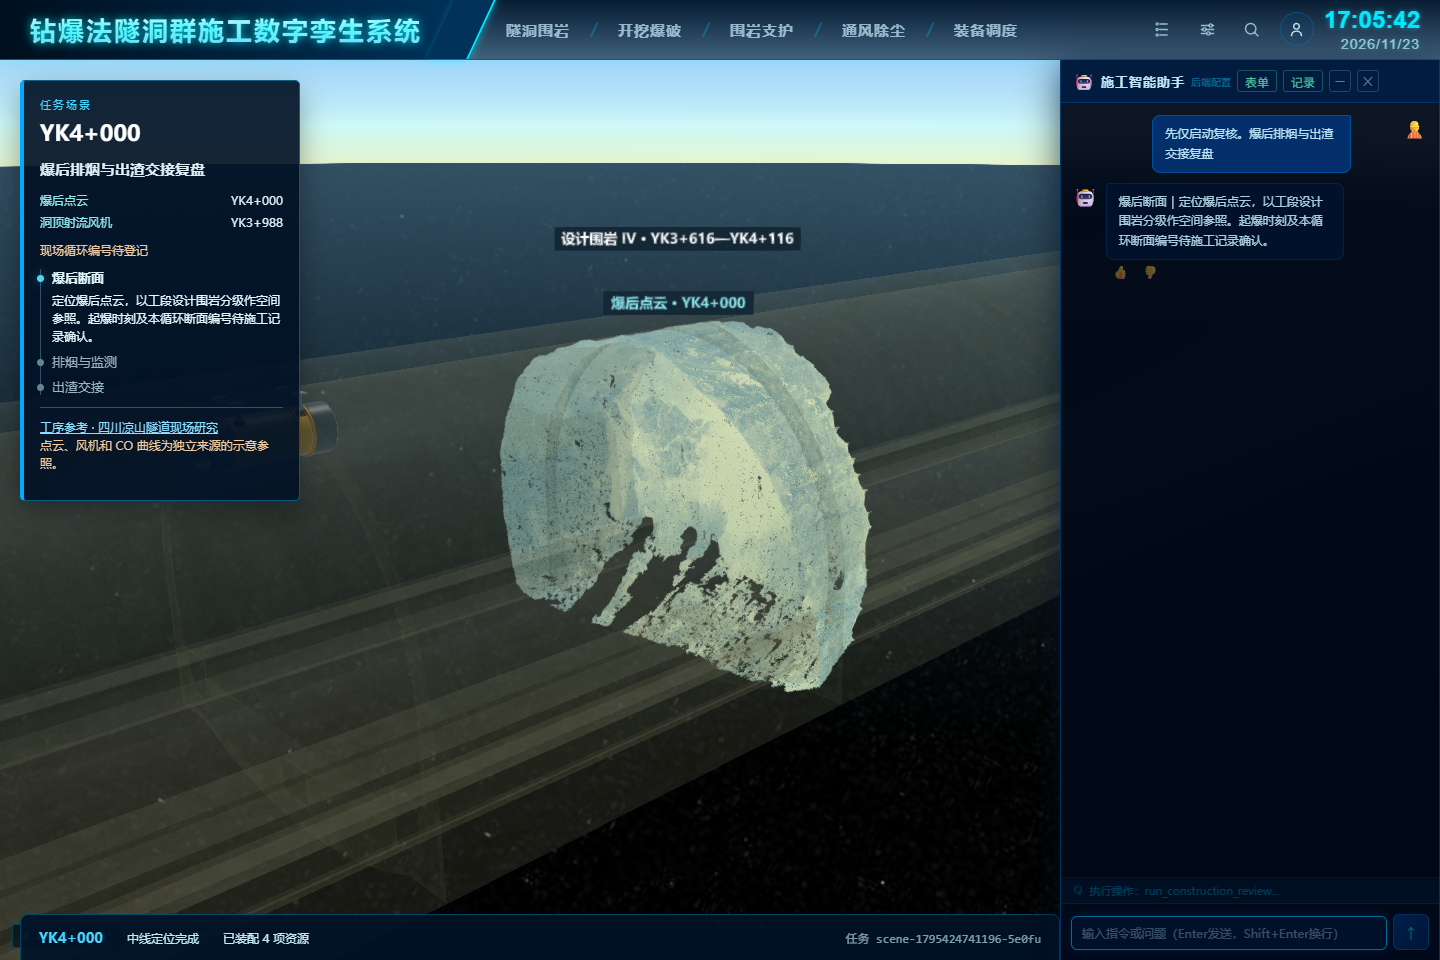 钻爆法隧洞群施工数字孪生系统
隧洞围岩 / 开挖爆破 / 围岩支护 / 通风除尘 / 装备调度
17:05:42
2026/11/23
任务场景
YK4+000
爆后排烟与出渣交接复盘
爆后点云 YK4+000
洞顶射流风机 YK3+988
现场循环编号待登记
爆后断面
定位爆后点云，以工段设计围岩分级作空间
参照。起爆时刻及本循环断面编号待施工记
录确认。
排烟与监测
出渣交接
工序参考 · 四川凉山隧道现场研究
点云、风机和 CO 曲线为独立来源的示意参
照。
设计围岩 IV · YK3+616—YK4+116
爆后点云 · YK4+000
施工智能助手 后端配置 表单 记录
先仅启动复核。爆后排烟与出渣
交接复盘
爆后断面 | 定位爆后点云，以工段设计
围岩分级作空间参照。起爆时刻及本循
环断面编号待施工记录确认。
执行操作：run_construction_review...
输入指令或问题（Enter发送，Shift+Enter换行）
YK4+000 中线定位完成 已装配 4 项资源 任务 scene-1795424741196-5e0fu